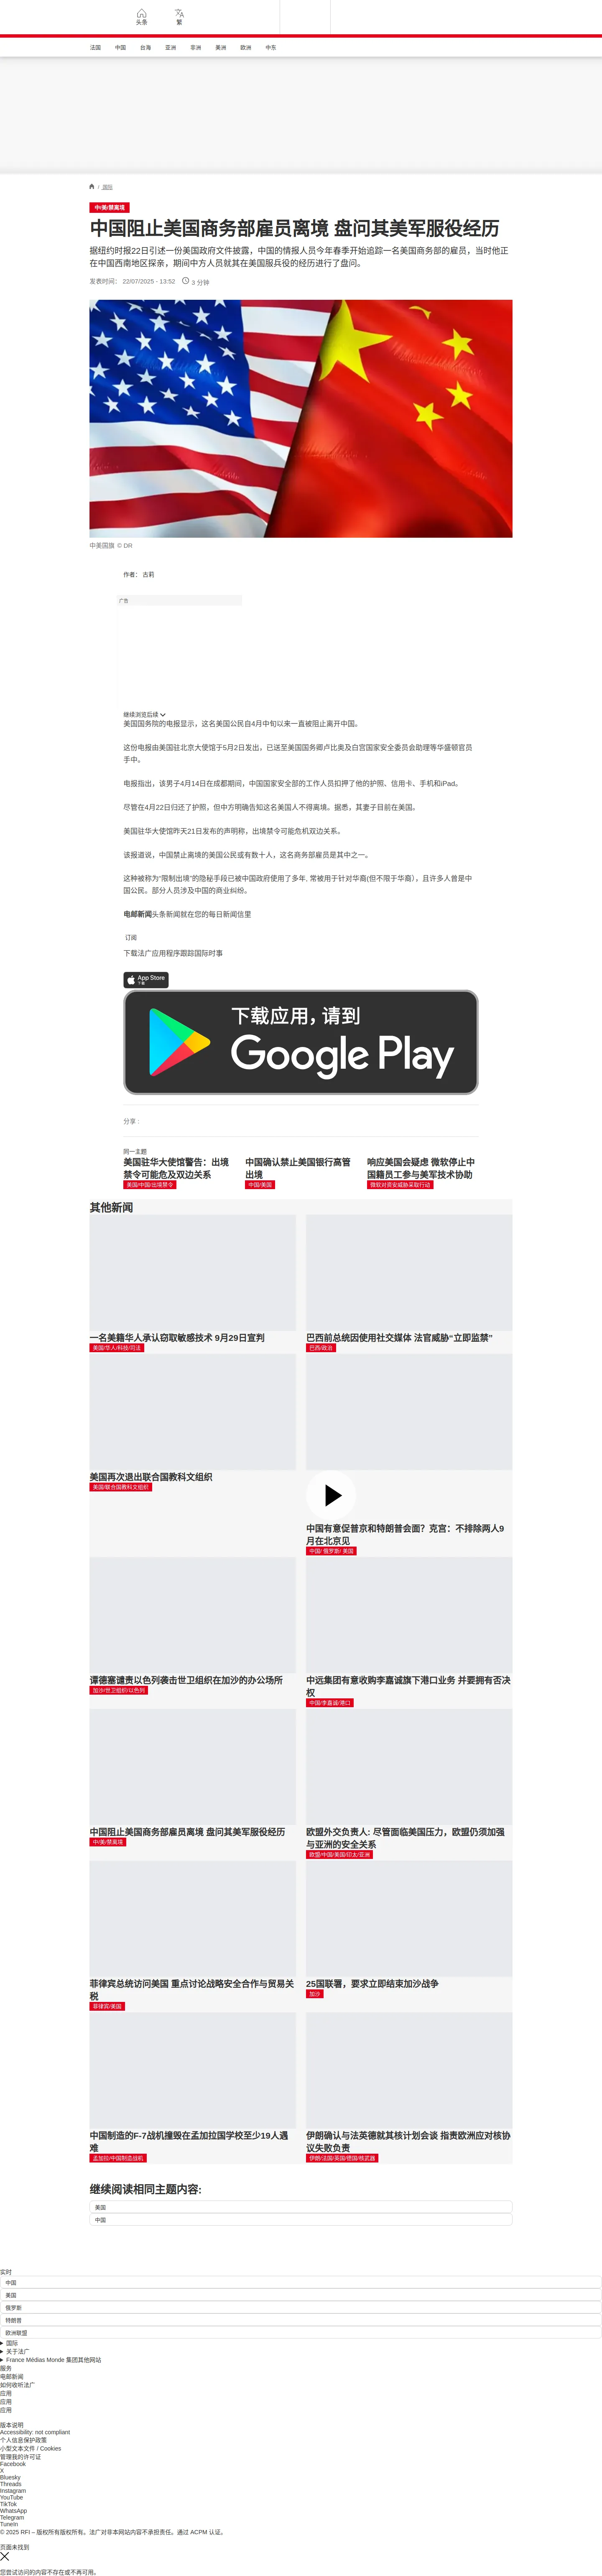 头条
繁
法国
中国
台海
亚洲
非洲
美洲
欧洲
中东
/ 国际
中/美/禁离境
中国阻止美国商务部雇员离境 盘问其美军服役经历
据纽约时报22日引述一份美国政府文件披露，中国的情报人员今年春季开始追踪一名美国商务部的雇员，当时他正
在中国西南地区探亲，期间中方人员就其在美国服兵役的经历进行了盘问。
发表时间： 22/07/2025 - 13:52
3 分钟
中美国旗 © DR
作者： 古莉
广告
继续浏览后续
美国国务院的电报显示，这名美国公民自4月中旬以来一直被阻止离开中国。
这份电报由美国驻北京大使馆于5月2日发出，已送至美国国务卿卢比奥及白宫国家安全委员会助理等华盛顿官员
手中。
电报指出，该男子4月14日在成都期间，中国国家安全部的工作人员扣押了他的护照、信用卡、手机和iPad。
尽管在4月22日归还了护照，但中方明确告知这名美国人不得离境。据悉，其妻子目前在美国。
美国驻华大使馆昨天21日发布的声明称，出境禁令可能危机双边关系。
该报道说，中国禁止离境的美国公民或有数十人，这名商务部雇员是其中之一。
这种被称为“限制出境”的隐秘手段已被中国政府使用了多年, 常被用于针对华裔(但不限于华裔），且许多人曾是中
国公民。部分人员涉及中国的商业纠纷。
电邮新闻头条新闻就在您的每日新闻信里
订阅
下载法广应用程序跟踪国际时事
App Store
下载
下载应用，请到
Google Play
分享 :
同一主题
美国驻华大使馆警告：出境
禁令可能危及双边关系
美国/中国/出境禁令
中国确认禁止美国银行高管
出境
中国/美国
响应美国会疑虑 微软停止中
国籍员工参与美军技术协助
微软对资安威胁采取行动
其他新闻
一名美籍华人承认窃取敏感技术 9月29日宣判
美国/华人/科技/司法
巴西前总统因使用社交媒体 法官威胁“立即监禁”
巴西/政治
美国再次退出联合国教科文组织
美国/联合国教科文组织
中国有意促普京和特朗普会面？克宫：不排除两人9
月在北京见
中国/ 俄罗斯/ 美国
谭德塞谴责以色列袭击世卫组织在加沙的办公场所
加沙/世卫组织/以色列
中远集团有意收购李嘉诚旗下港口业务 并要拥有否决
权
中国/李嘉誠/港口
中国阻止美国商务部雇员离境 盘问其美军服役经历
中/美/禁离境
欧盟外交负责人: 尽管面临美国压力，欧盟仍须加强
与亚洲的安全关系
欧盟/中国/美国/印太/亚洲
菲律宾总统访问美国 重点讨论战略安全合作与贸易关
税
菲律宾/美国
25国联署，要求立即结束加沙战争
加沙
中国制造的F-7战机撞毁在孟加拉国学校至少19人遇
难
孟加拉/中国制造战机
伊朗确认与法英德就其核计划会谈 指责欧洲应对核协
议失败负责
伊朗/法国/英国/德国/核武器
继续阅读相同主题内容:
美国
中国
实时
中国
美国
俄罗斯
特朗普
欧洲联盟
国际
关于法广
France Médias Monde 集团其他网站
服务
电邮新闻
如何收听法广
应用
应用
应用
版本说明
Accessibility: not compliant
个人信息保护政策
小型文本文件 / Cookies
管理我的许可证
Facebook
X
Bluesky
Threads
Instagram
YouTube
TikTok
WhatsApp
Telegram
TuneIn
© 2025 RFI – 版权所有版权所有。法广对非本网站内容不承担责任。通过 ACPM 认证。
页面未找到
您尝试访问的内容不存在或不再可用。